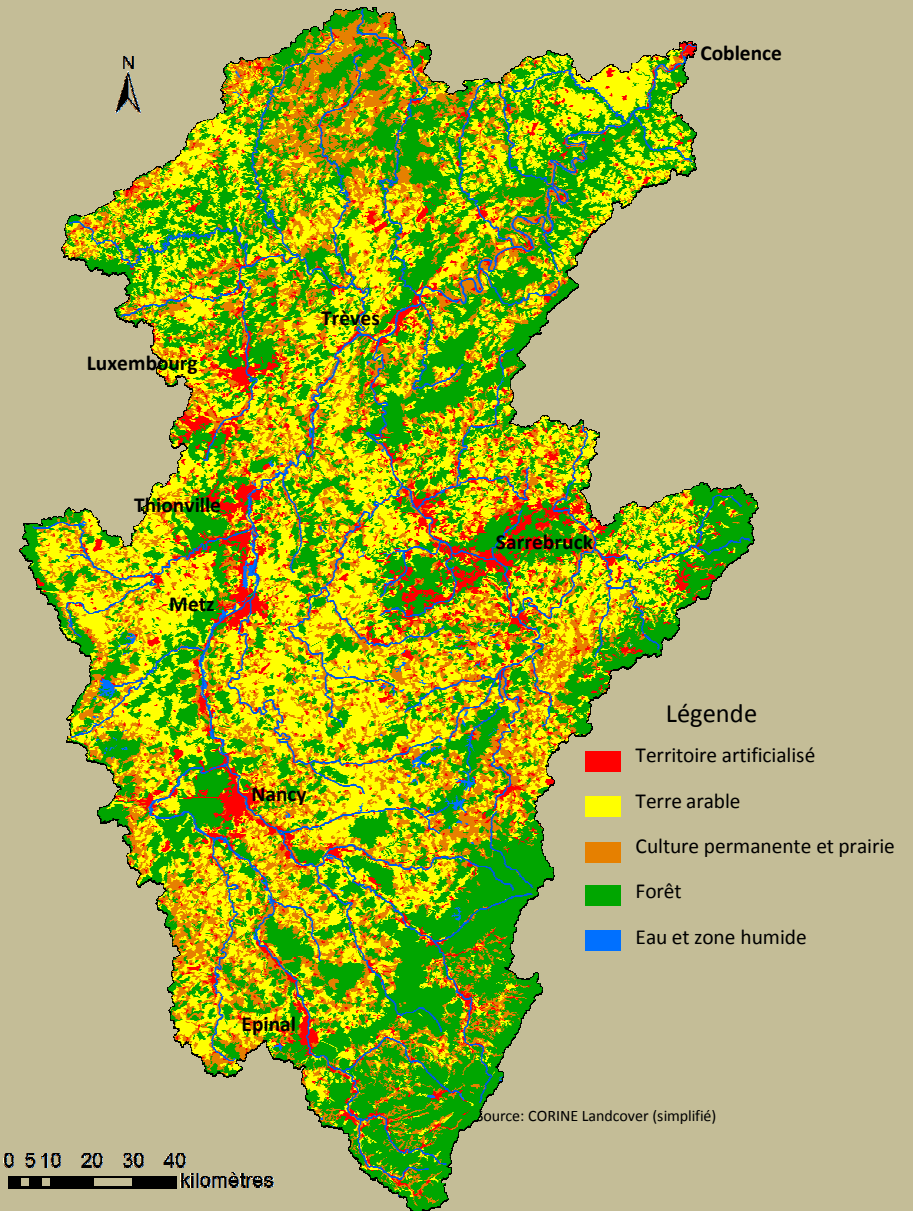 N
Coblence
Trèves
Luxembourg
Thionville
Sarrebruck
Metz
Légende
Territoire artificialisé
Terre arable
Nancy
Culture permanente et prairie
Forêt
Eau et zone humide
Epinal
Source: CORINE Landcover (simplifié)
0 5 10 20 30 40
kilomètres